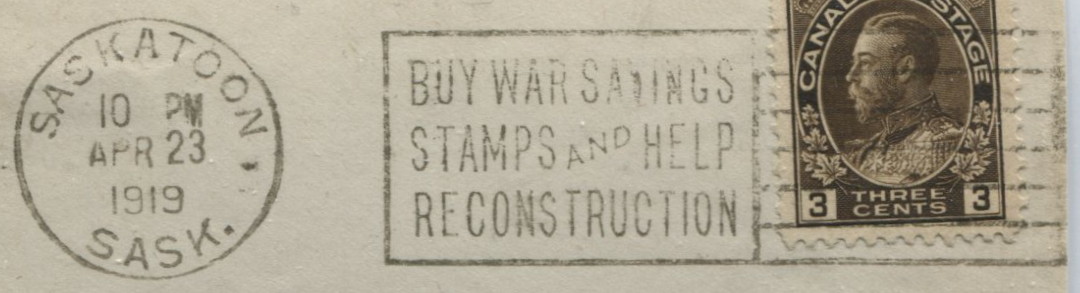 SASKATOON
10 PM
APR 23
1919
SASK.
BUY WAR SAVINGS
STAMPS AND HELP
RECONSTRUCTION
CANADA POSTAGE
3 THREE CENTS 3